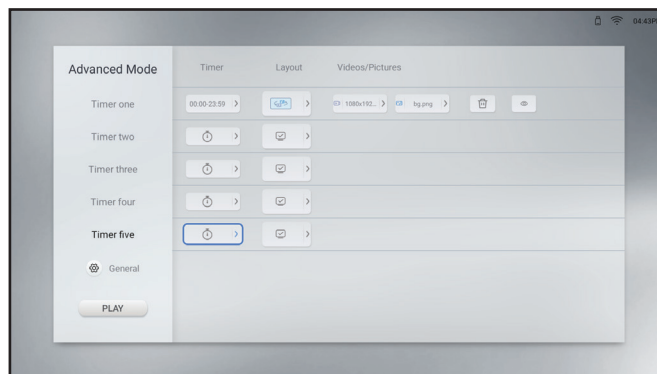 04:43P
Advanced Mode Timer Layout Videos/Pictures
Timer one 00:00-23:59 1080x192... bg.png
Timer two
Timer three
Timer four
Timer five
General
PLAY